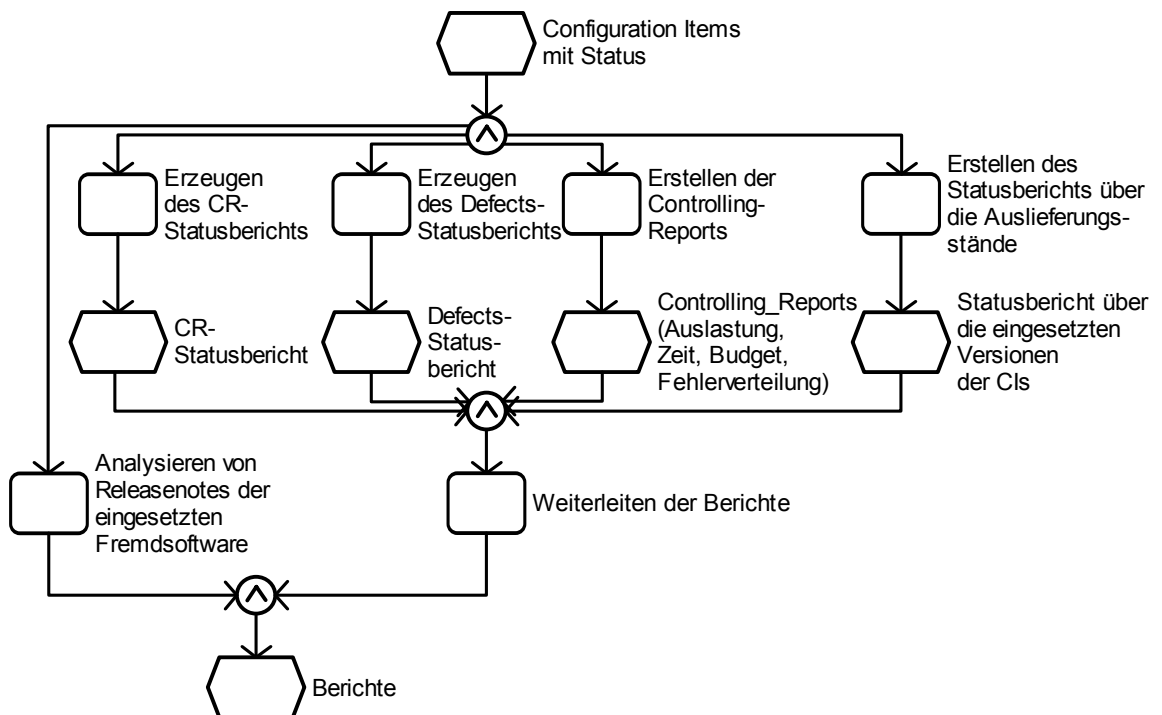 Configuration Items
mit Status
Erzeugen
des CR-
Statusberichts
Erzeugen
des Defects-
Statusberichts
Erstellen der
Controlling-
Reports
Erstellen des
Statusberichts über
die Auslieferungs-
stände
CR-
Statusbericht
Defects-
Status-
bericht
Controlling_Reports
(Auslastung,
Zeit, Budget,
Fehlerverteilung)
Statusbericht über
die eingesetzten
Versionen
der CIs
Analysieren von
Releasenotes der
eingesetzten
Fremdsoftware
Weiterleiten der Berichte
Berichte